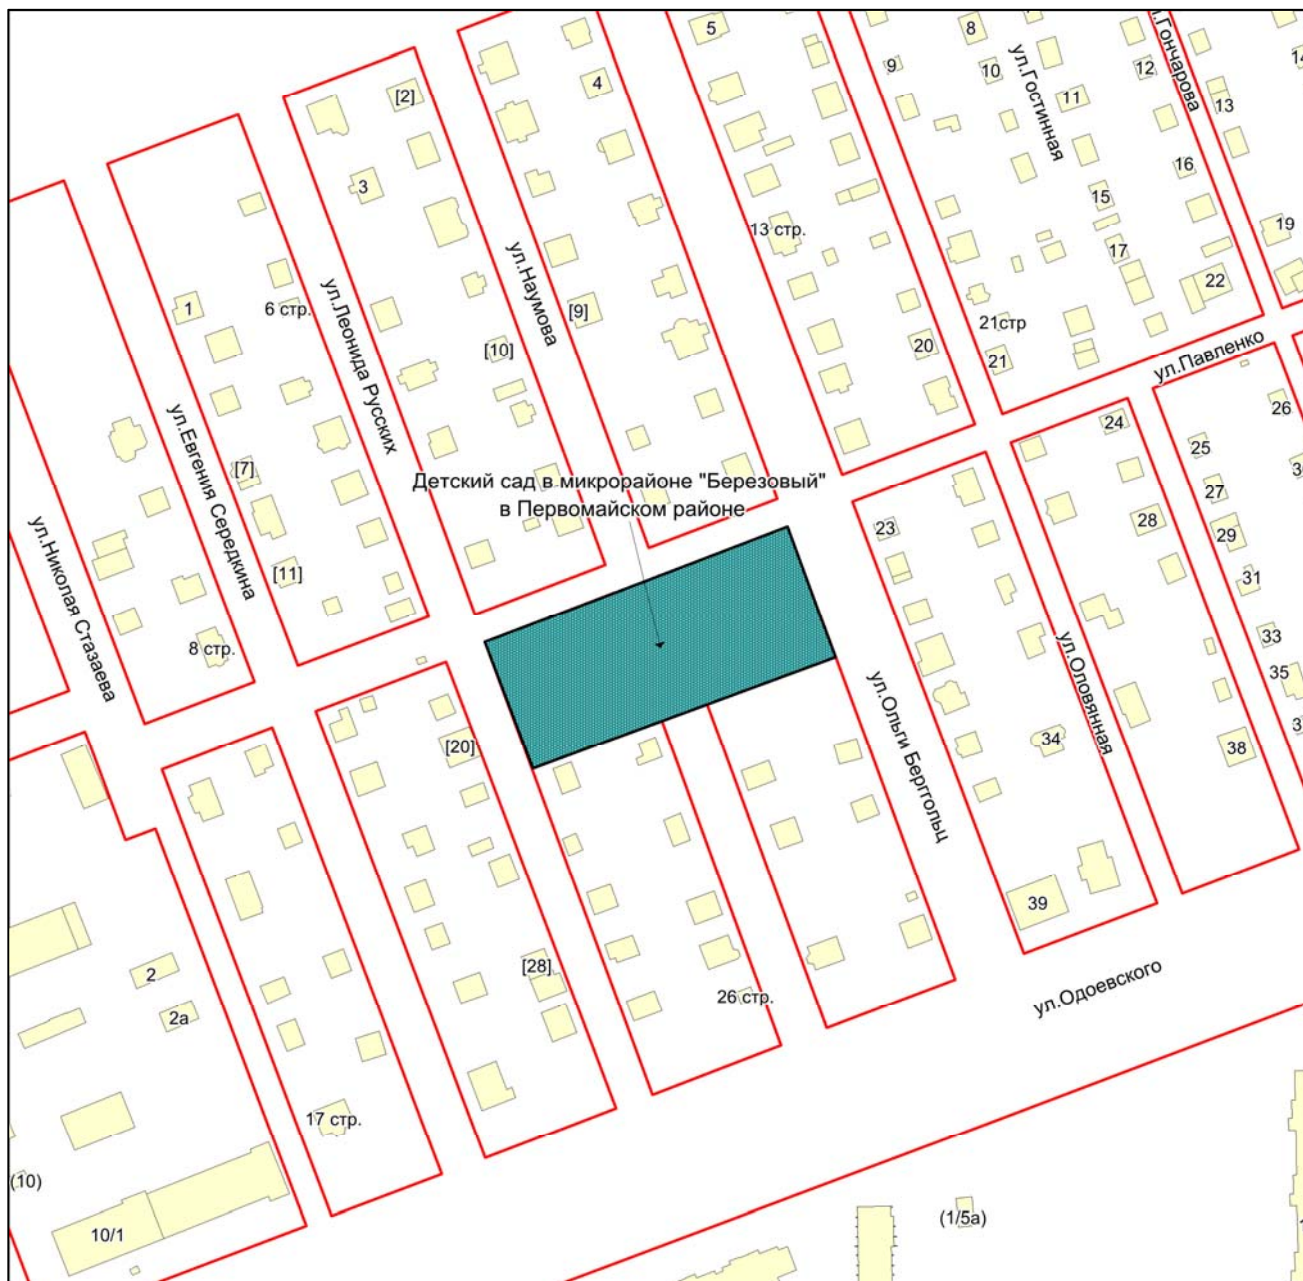 5
8
ул.Гончарова
9
10
ул.Гостинная
12
14
[2]
4
11
13
3
16
15
13 стр.
19
17
ул.Наумова
22
1
6 стр.
[9]
21стр
ул.Леонида Русских
[10]
20
21
ул.Павленко
26
24
25
ул.Евгения Середкина
[7]
Детский сад в микрорайоне "Березовый"
в Первомайском районе
27
ул.Николая Стазаева
23
28
29
[11]
31
8 стр.
33
35
ул.Ольги Берггольц
ул.Оловянная
[20]
34
38
39
[28]
2
26 стр.
ул.Одоевского
2а
17 стр.
(10)
10/1
(1/5а)